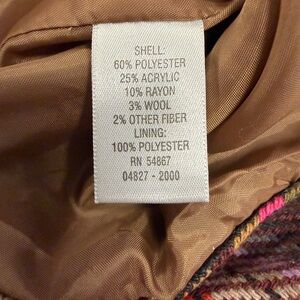 SHELL:
60% POLYESTER
25% ACRYLIC
10% RAYON
3% WOOL
2% OTHER FIBER
LINING:
100% POLYESTER
RN 54867
04827 - 2000